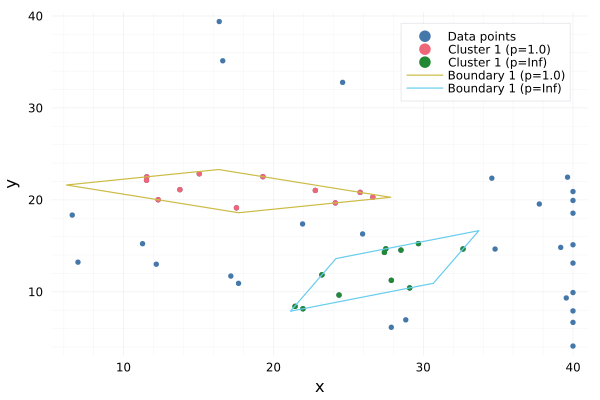 40
30
20
10
y
10
20
30
40
x
Data points
Cluster 1 (p=1.0)
Cluster 1 (p=Inf)
Boundary 1 (p=1.0)
Boundary 1 (p=Inf)